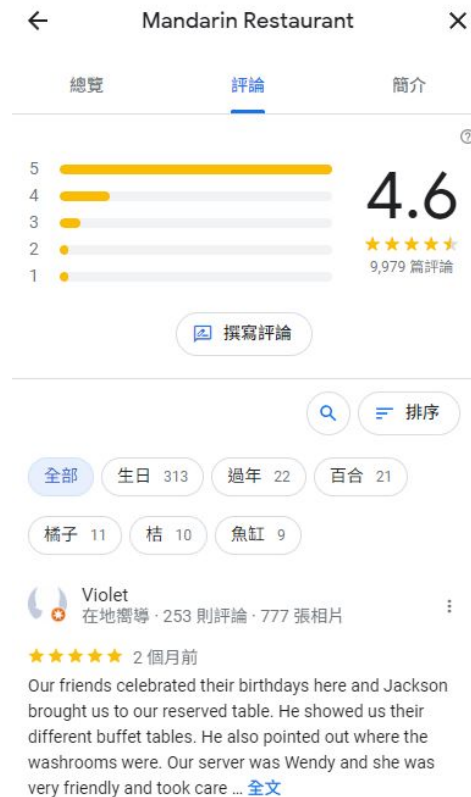 Mandarin Restaurant
總覽 評論 簡介
5
4
3
2
1
4.6
9,979 篇評論
撰寫評論
排序
全部 生日 313 過年 22 百合 21
橘子 11 桔 10 魚缸 9
Violet
在地嚮導 · 253 則評論 · 777 張相片
2 個月前
Our friends celebrated their birthdays here and Jackson
brought us to our reserved table. He showed us their
different buffet tables. He also pointed out where the
washrooms were. Our server was Wendy and she was
very friendly and took care ... 全文